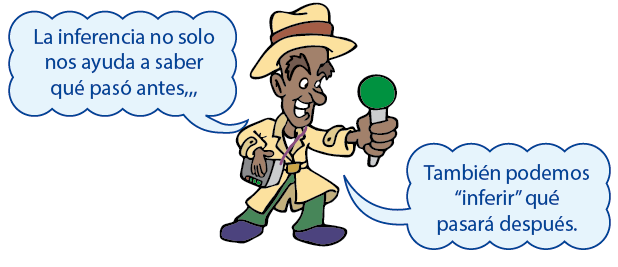 La inferencia no solo
nos ayuda a saber
qué pasó antes,,,
También podemos
“inferir” qué
pasará después.